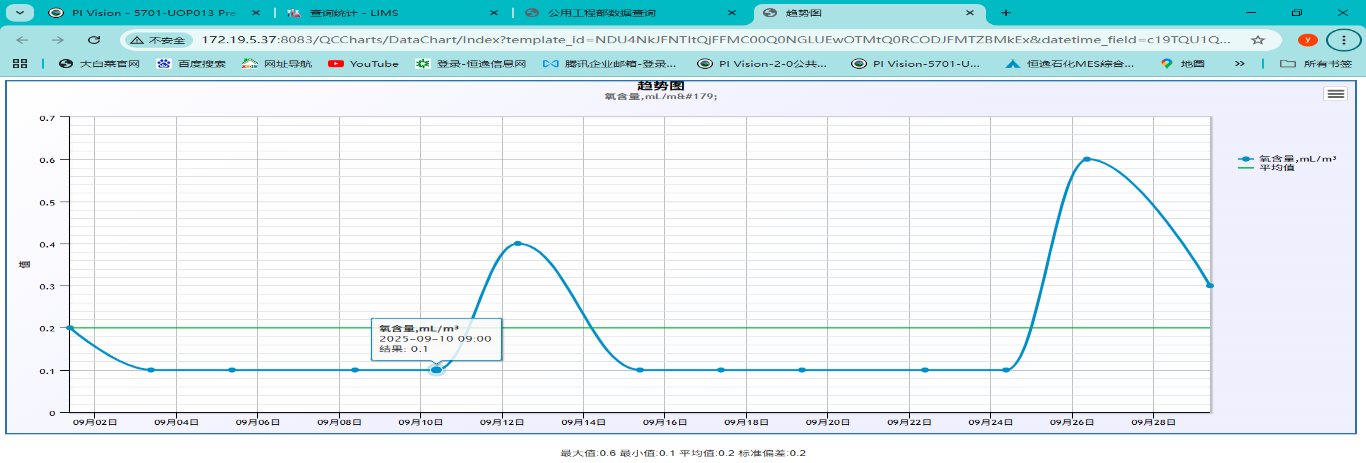 PI Vision - 5701-UOP013 Pre
查询统计 - LIMS
公用工程部数据查询
趋势图
不安全
172.19.5.37:8083/QCCharts/DataChart/Index?template_id=NDU4NkJFNTItQjFFMC00Q0NGLUEwOTMtQ0RCODJFMTZBMkEx&datetime_field=c19TQU1Q...
y
大白菜官网
百度搜索
网址导航
YouTube
登录-恒逸信息网
腾讯企业邮箱-登录...
PI Vision-2-0公共...
PI Vision-5701-U...
恒逸石化MES综合...
地图
所有书签
趋势图
氧含量,mL/m&#179;
0.7
0.6
0.5
0.4
0.3
0.2
0.1
0
值
氧含量,mL/m³
2025-09-10 09:00
结果: 0.1
氧含量,mL/m³
平均值
09月02日
09月04日
09月06日
09月08日
09月10日
09月12日
09月14日
09月16日
09月18日
09月20日
09月22日
09月24日
09月26日
09月28日
最大值:0.6 最小值:0.1 平均值:0.2 标准偏差:0.2